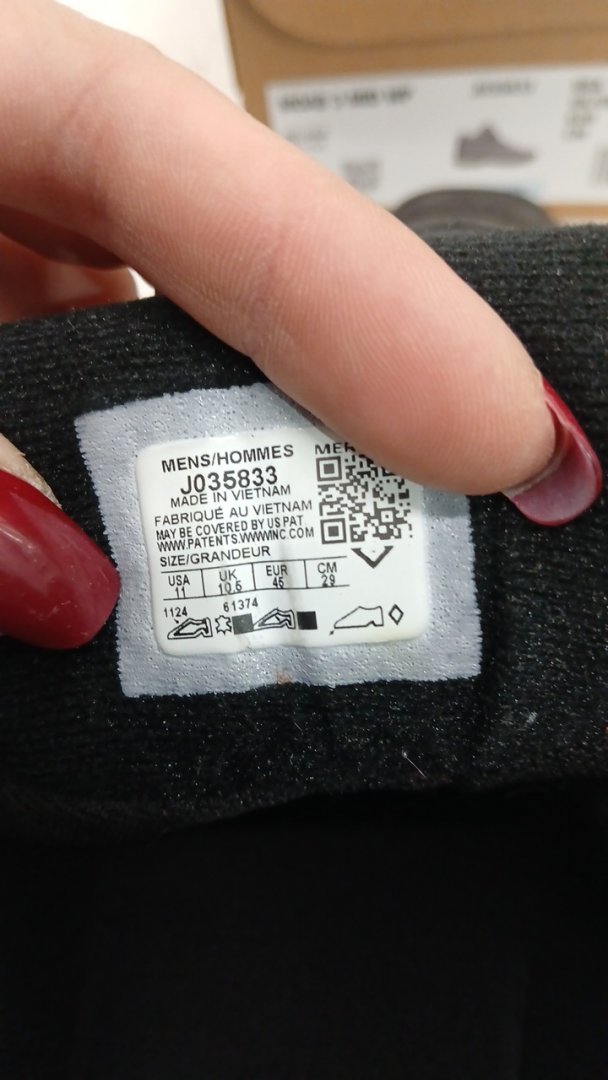 MENS/HOMMES
J035833
MADE IN VIETNAM
FABRIQUÉ AU VIETNAM
MAY BE COVERED BY US PAT
WWW.PATENTS.WWWINC.COM
SIZE/GRANDEUR
USA UK EUR CM
11 10.5 45 29
1124 61374